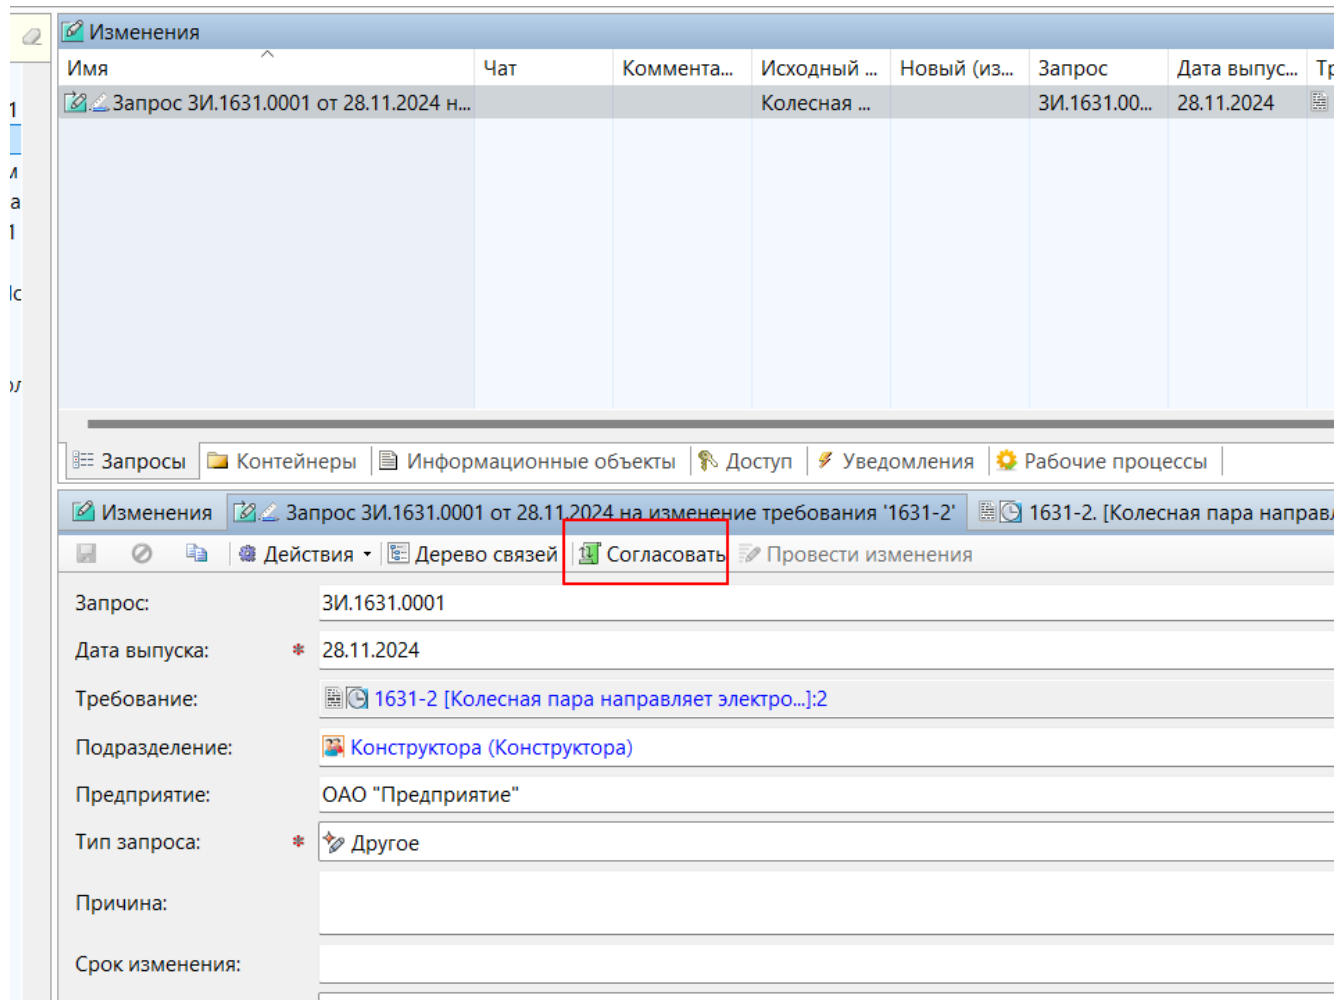 Изменения
Имя Чат Коммента... Исходный ... Новый (из... Запрос Дата выпус... Тр
Запрос ЗИ.1631.0001 от 28.11.2024 н... Колесная ... ЗИ.1631.00... 28.11.2024
1
м
а
1
Запросы Контейнеры Информационные объекты Доступ Уведомления Рабочие процессы
Изменения Запрос ЗИ.1631.0001 от 28.11.2024 на изменение требования '1631-2' 1631-2. [Колесная пара направл
Действия Дерево связей Согласовать Провести изменения
Запрос: ЗИ.1631.0001
Дата выпуска: * 28.11.2024
Требование: 1631-2 [Колесная пара направляет электро...]:2
Подразделение: Конструктора (Конструктора)
Предприятие: ОАО "Предприятие"
Тип запроса: * Другое
Причина:
Срок изменения: